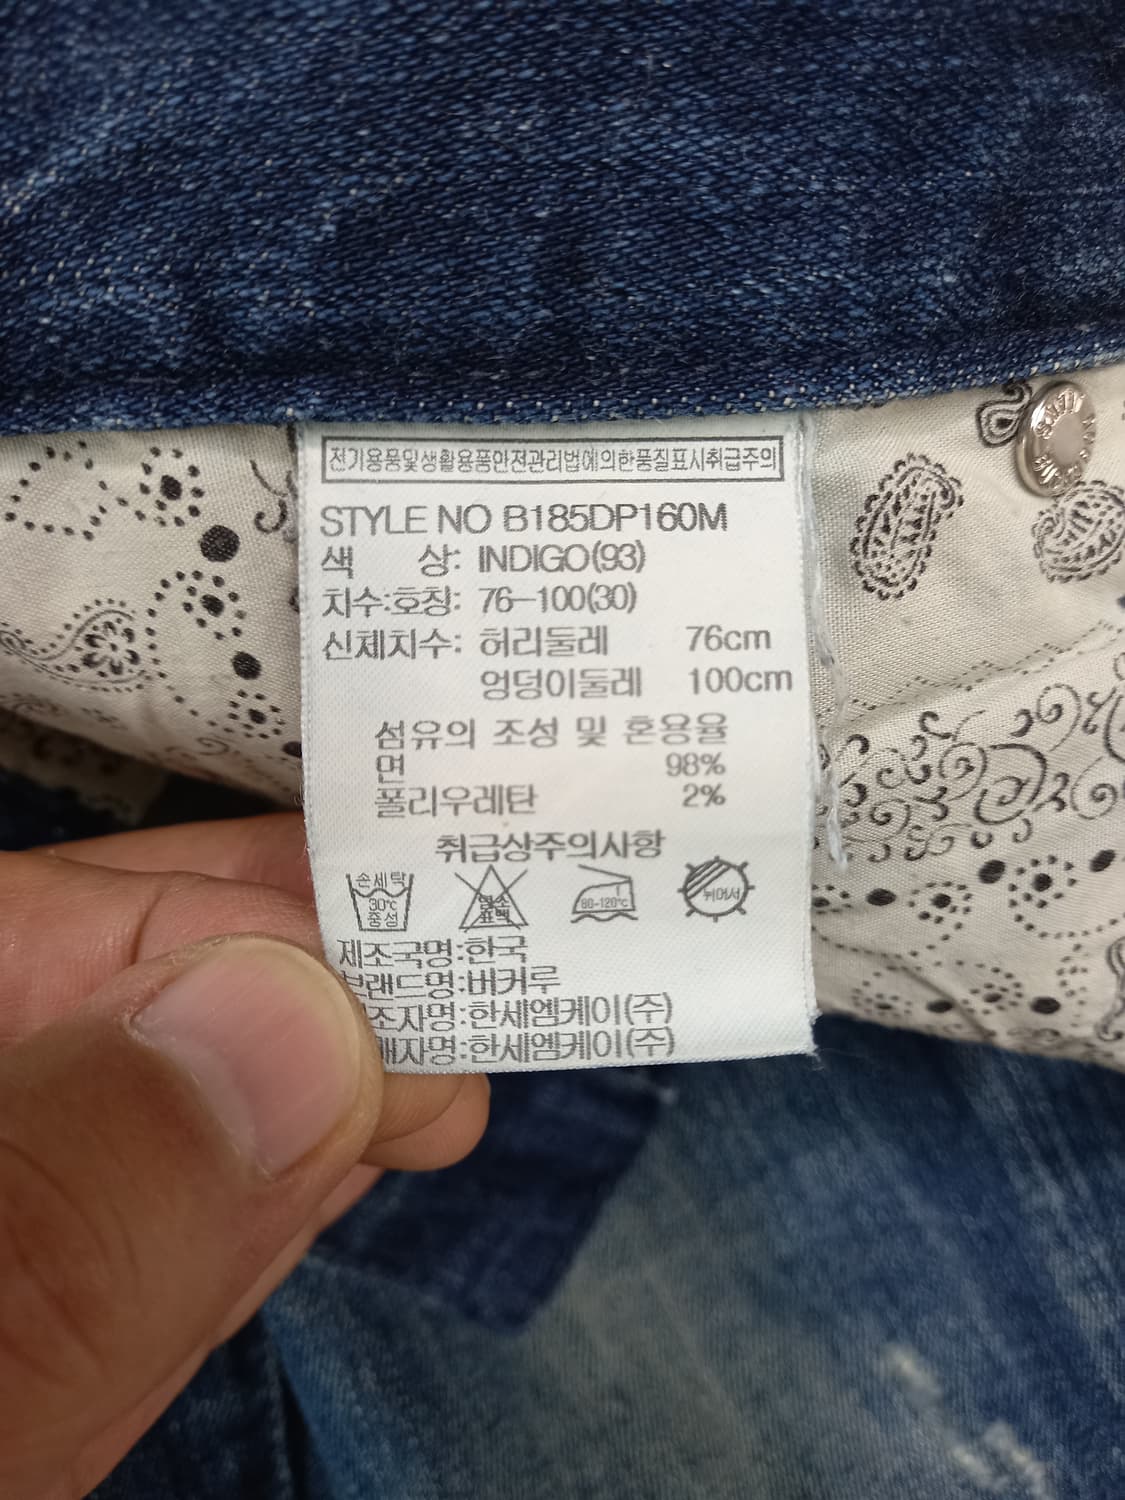 전기용품및생활용품안전관리법에의한품질표시취급주의
STYLE NO B185DP160M
색 상: INDIGO(93)
치수:호칭: 76-100(30)
신체치수: 허리둘레 76cm
엉덩이둘레 100cm
섬유의 조성 및 혼용율
면 98%
폴리우레탄 2%
취급상주의사항
손세탁
30℃
중성
염소
표백
80-120℃
뉘어서
제조국명:한국
브랜드명:버커루
조자명:한세엠케이(주)
매자명:한세엠케이(주)